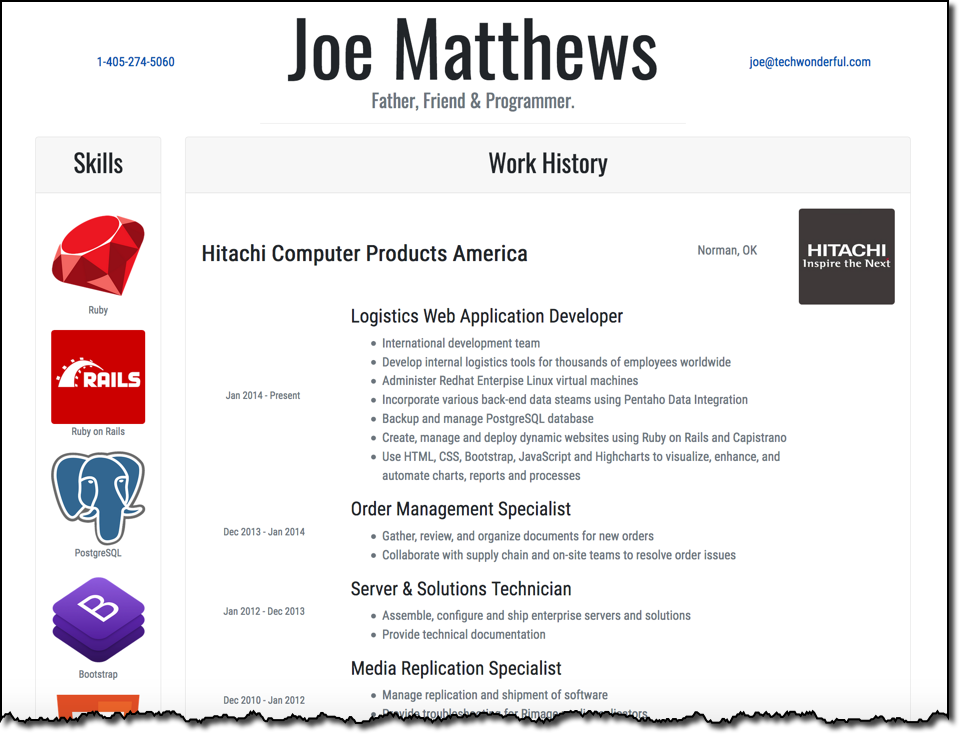 Joe Matthews
1-405-274-5060
joe@techwonderful.com
Father, Friend & Programmer.
Skills
Ruby
RAILS
Ruby on Rails
PostgreSQL
B
Bootstrap
Work History
Hitachi Computer Products America
Norman, OK
HITACHI
Inspire the Next
Logistics Web Application Developer
Jan 2014 - Present
• International development team
• Develop internal logistics tools for thousands of employees worldwide
• Administer Redhat Enterpise Linux virtual machines
• Incorporate various back-end data steams using Pentaho Data Integration
• Backup and manage PostgreSQL database
• Create, manage and deploy dynamic websites using Ruby on Rails and Capistrano
• Use HTML, CSS, Bootstrap, JavaScript and Highcharts to visualize, enhance, and
automate charts, reports and processes
Order Management Specialist
Dec 2013 - Jan 2014
• Gather, review, and organize documents for new orders
• Collaborate with supply chain and on-site teams to resolve order issues
Server & Solutions Technician
Jan 2012 - Dec 2013
• Assemble, configure and ship enterprise servers and solutions
• Provide technical documentation
Media Replication Specialist
Dec 2010 - Jan 2012
• Manage replication and shipment of software
• Provide troubleshooting for Rimage